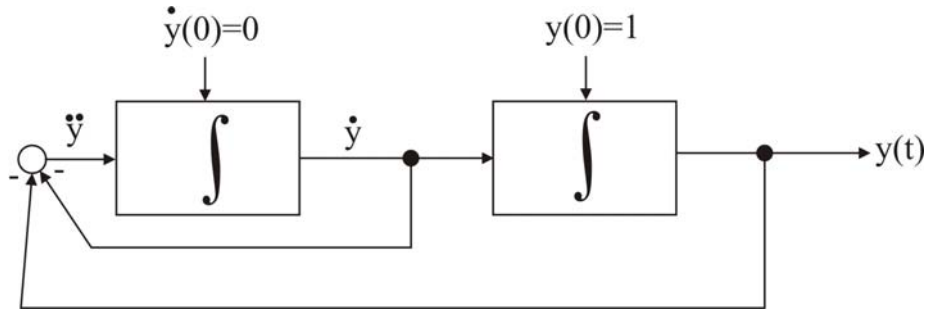 ẏ(0)=0
y(0)=1
ÿ
∫
ẏ
∫
y(t)
- -